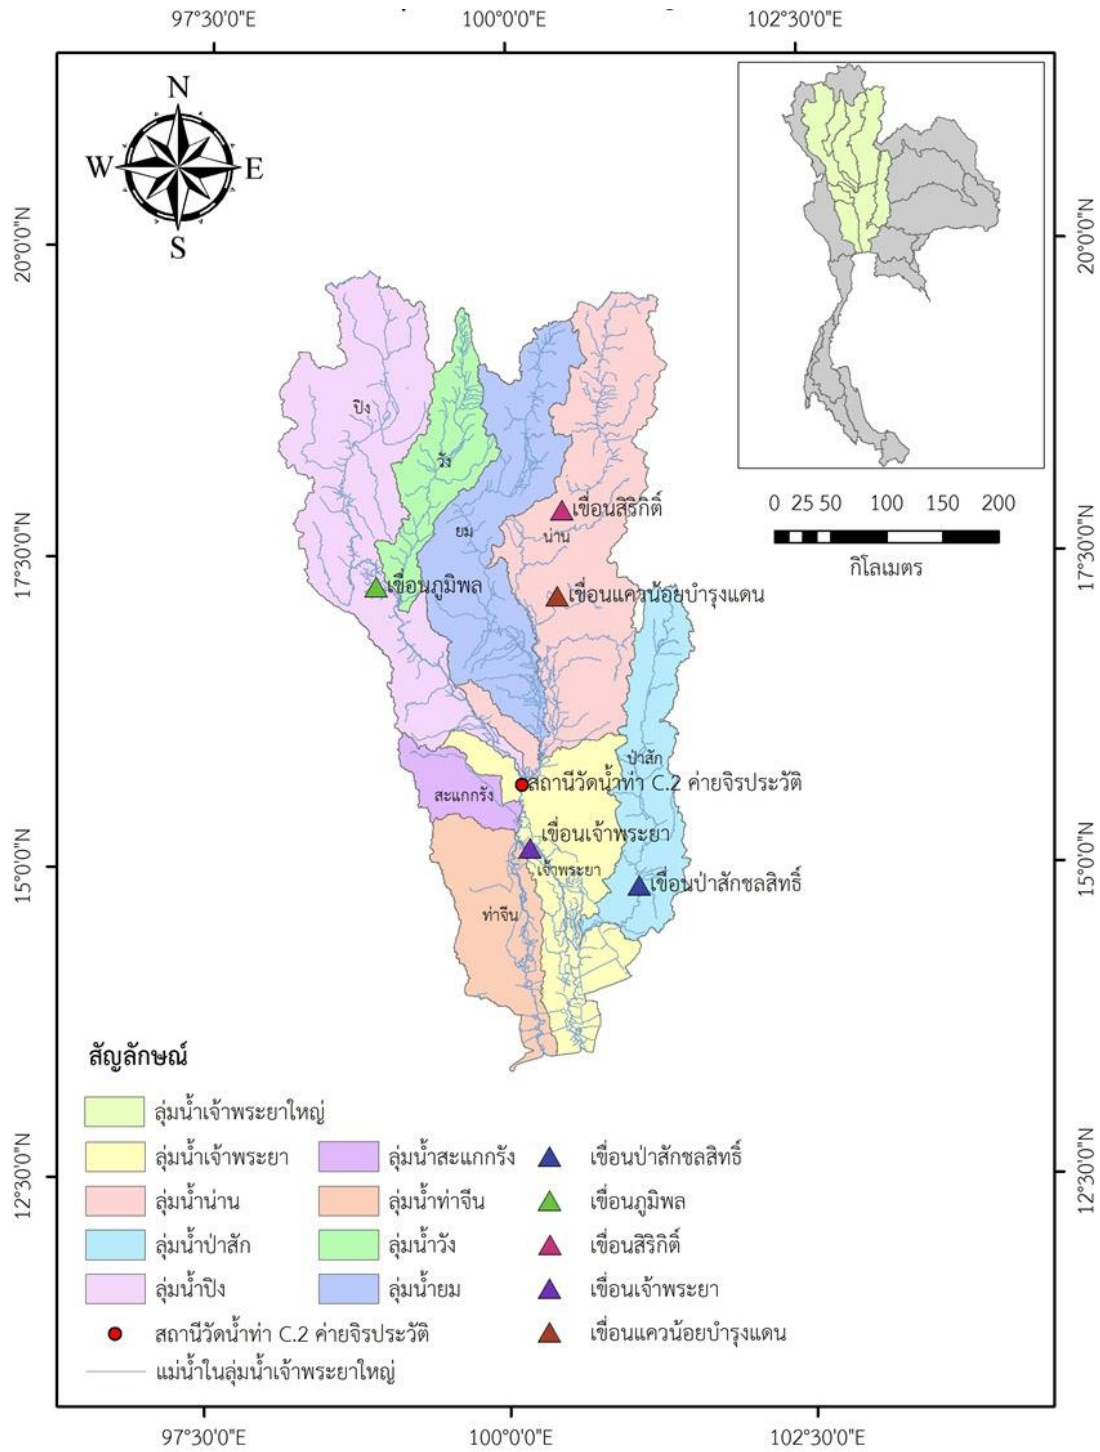 97°30'0"E 100°0'0"E 102°30'0"E
N
W E
S
20°0'0"N 20°0'0"N
ปิง
วัง
ยม
เขื่อนสิริกิติ์
น่าน
0 25 50 100 150 200
กิโลเมตร
17°30'0"N 17°30'0"N
เขื่อนภูมิพล
เขื่อนแควน้อยบำรุงแดน
ป่าสัก
สถานีวัดน้ำท่า C.2 ค่ายจิรประวัติ
สะแกกรัง
เขื่อนเจ้าพระยา
เจ้าพระยา
15°0'0"N 15°0'0"N
เขื่อนป่าสักชลสิทธิ์
ท่าจีน
สัญลักษณ์
ลุ่มน้ำเจ้าพระยาใหญ่
ลุ่มน้ำเจ้าพระยา ลุ่มน้ำสะแกกรัง เขื่อนป่าสักชลสิทธิ์
12°30'0"N 12°30'0"N
ลุ่มน้ำน่าน ลุ่มน้ำท่าจีน เขื่อนภูมิพล
ลุ่มน้ำป่าสัก ลุ่มน้ำวัง เขื่อนสิริกิติ์
ลุ่มน้ำปิง ลุ่มน้ำยม เขื่อนเจ้าพระยา
สถานีวัดน้ำท่า C.2 ค่ายจิรประวัติ เขื่อนแควน้อยบำรุงแดน
แม่น้ำในลุ่มน้ำเจ้าพระยาใหญ่
97°30'0"E 100°0'0"E 102°30'0"E